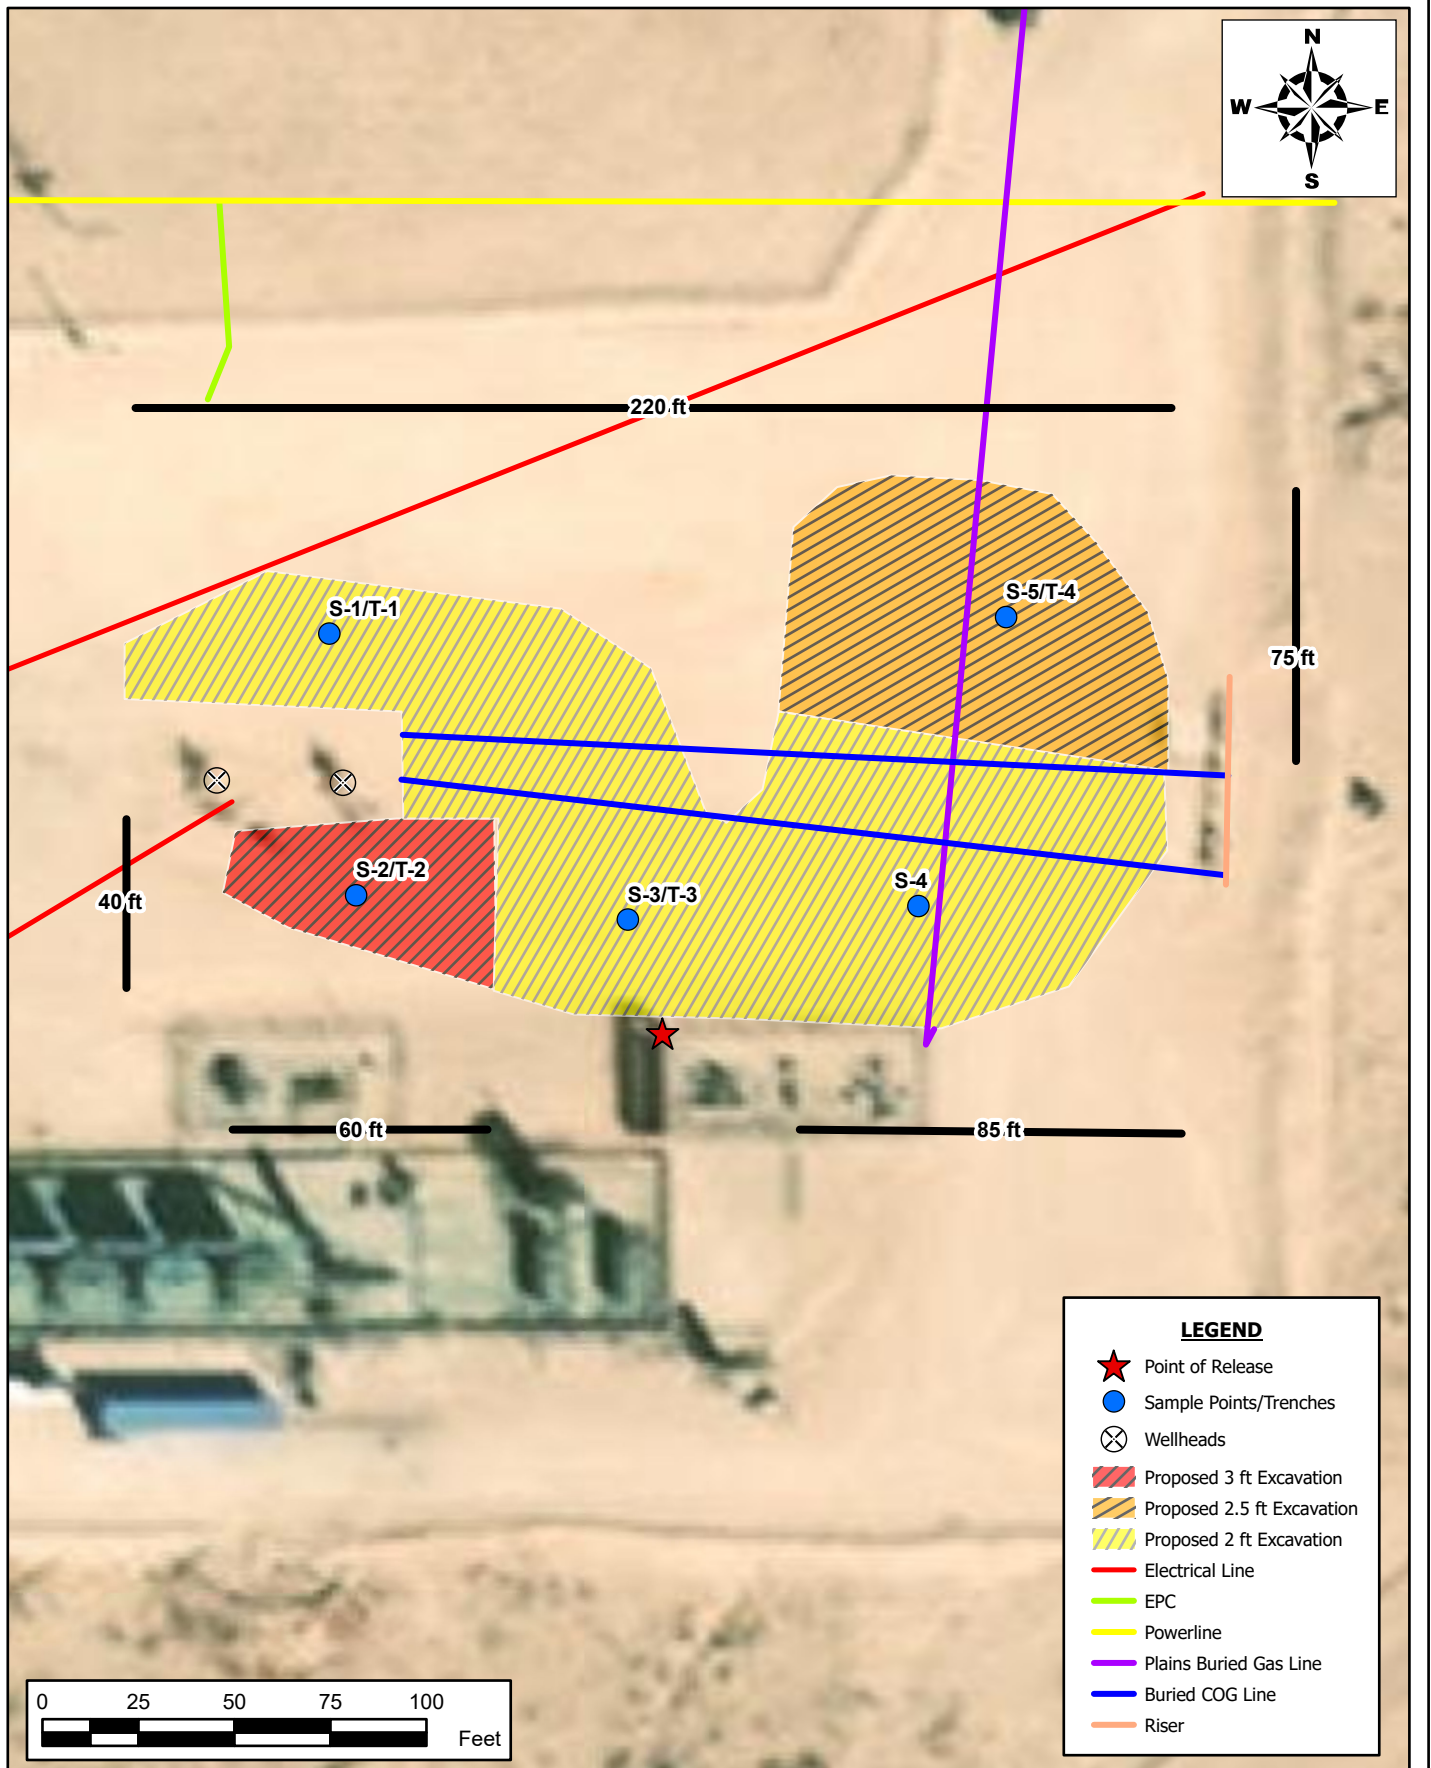 N
W E
S
220 ft
S-1/T-1
S-5/T-4
75 ft
S-2/T-2
S-3/T-3
S-4
40 ft
60 ft
85 ft
LEGEND
Point of Release
Sample Points/Trenches
Wellheads
Proposed 3 ft Excavation
Proposed 2.5 ft Excavation
Proposed 2 ft Excavation
Electrical Line
EPC
Powerline
Plains Buried Gas Line
Buried COG Line
Riser
0 25 50 75 100
Feet